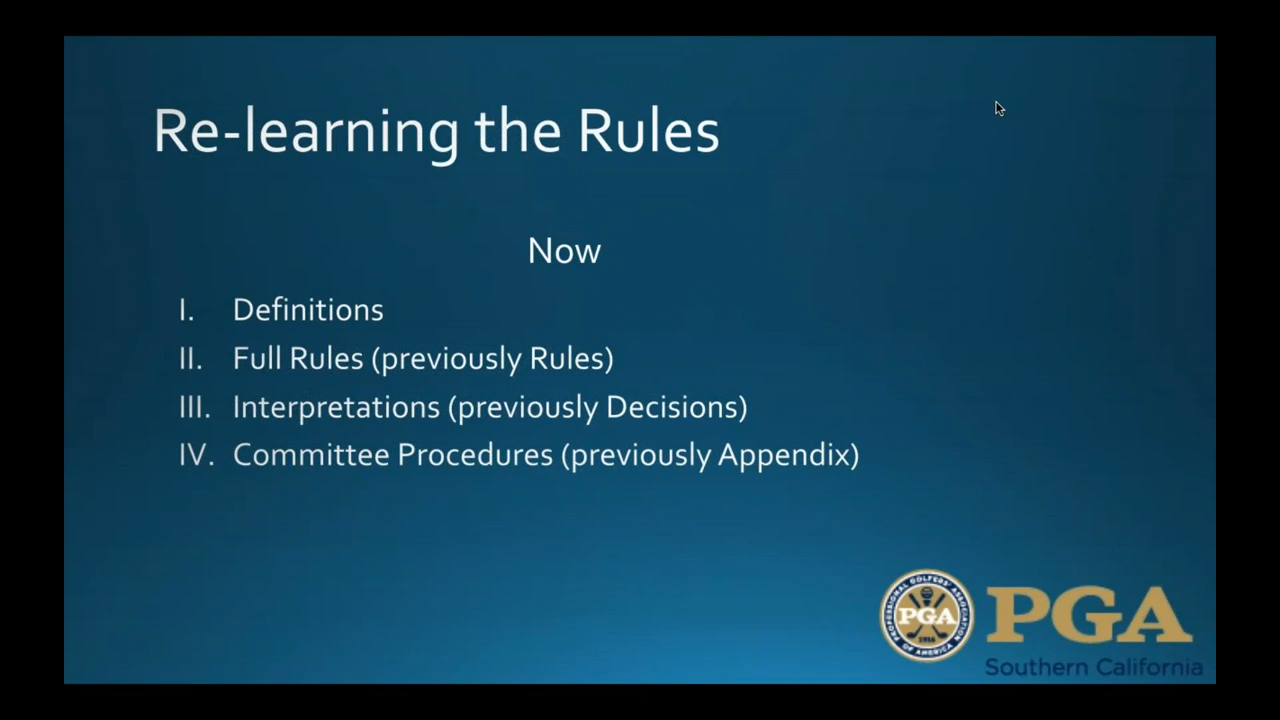 Re-learning the Rules
Now
I. Definitions
II. Full Rules (previously Rules)
III. Interpretations (previously Decisions)
IV. Committee Procedures (previously Appendix)
PROFESSIONAL GOLFERS' ASSOCIATION
PGA
1916
OF AMERICA
PGA
Southern California